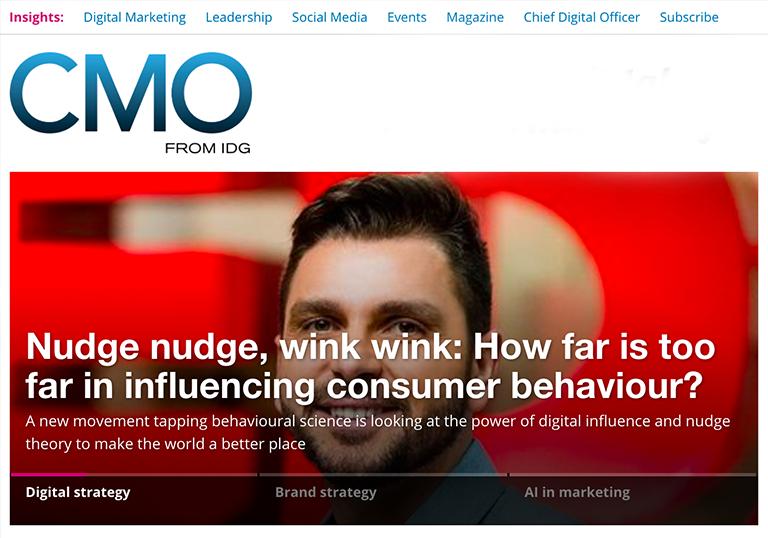 Insights: Digital Marketing Leadership Social Media Events Magazine Chief Digital Officer Subscribe
CMO
FROM IDG
Nudge nudge, wink wink: How far is too
far in influencing consumer behaviour?
A new movement tapping behavioural science is looking at the power of digital influence and nudge
theory to make the world a better place
Digital strategy Brand strategy AI in marketing